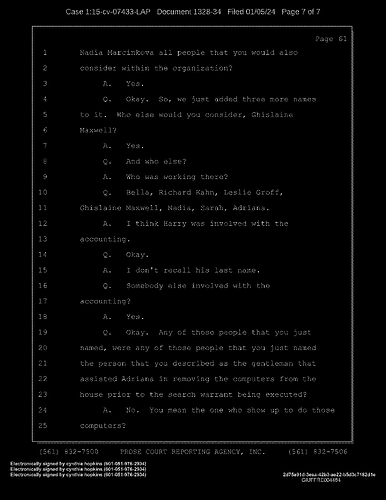 Case 1:15-cv-07433-LAP Document 1328-34 Filed 01/05/24 Page 7 of 7
Page 61
1 Nadia Marcinkova all people that you would also
2 consider within the organization?
3 A. Yes.
4 Q. Okay. So, we just added three more names
5 to it. Who else would you consider, Ghislaine
6 Maxwell?
7 A. Yes.
8 Q. And who else?
9 A. Who was working there?
10 Q. Bella, Richard Kahn, Leslie Groff,
11 Ghislaine Maxwell, Nadia, Sarah, Adriana.
12 A. I think Harry was involved with the
13 accounting.
14 Q. Okay.
15 A. I don't recall his last name.
16 Q. Somebody else involved with the
17 accounting?
18 A. Yes.
19 Q. Okay. Any of those people that you just
20 named, were any of those people that you just named
21 the person that you described as the gentleman that
22 assisted Adriana in removing the computers from the
23 house prior to the search warrant being executed?
24 A. No. You mean the one who show up to do those
25 computers?
(561) 832-7500 PROSE COURT REPORTING AGENCY, INC. (561) 832-7506
Electronically signed by cynthia hopkins (601-051-976-2934)
Electronically signed by cynthia hopkins (601-051-976-2934)
Electronically signed by cynthia hopkins (601-051-976-2934)